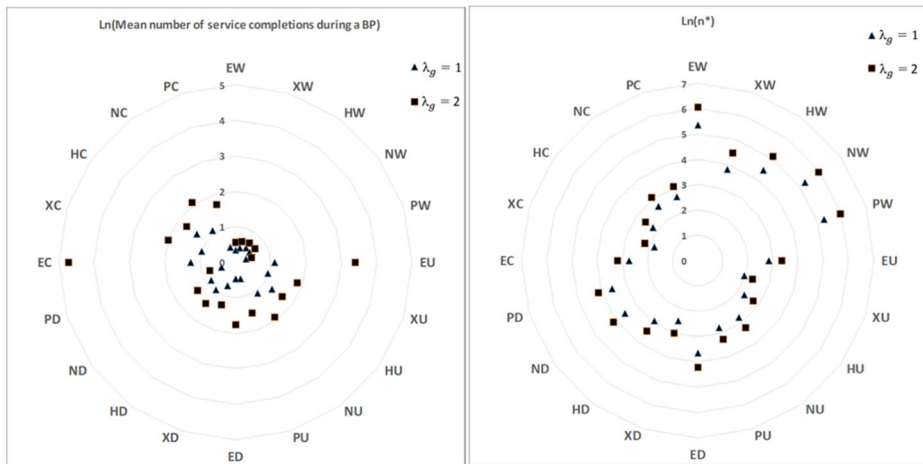 Ln(Mean number of service completions during a BP)
λg = 1
λg = 2
EW
XW
HW
NW
PW
EU
XU
HU
NU
PU
ED
XD
HD
ND
PD
EC
XC
HC
NC
PC
5
4
3
2
1
0
Ln(n*)
λg = 1
λg = 2
EW
XW
HW
NW
PW
EU
XU
HU
NU
PU
ED
XD
HD
ND
PD
EC
XC
HC
NC
PC
7
6
5
4
3
2
1
0